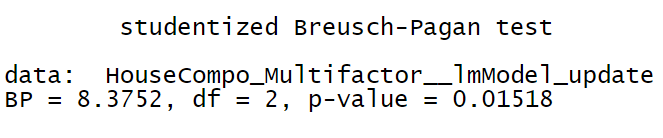 studentized Breusch-Pagan test
data:  HouseCompo_Multifactor__lmModel_update
BP = 8.3752, df = 2, p-value = 0.01518